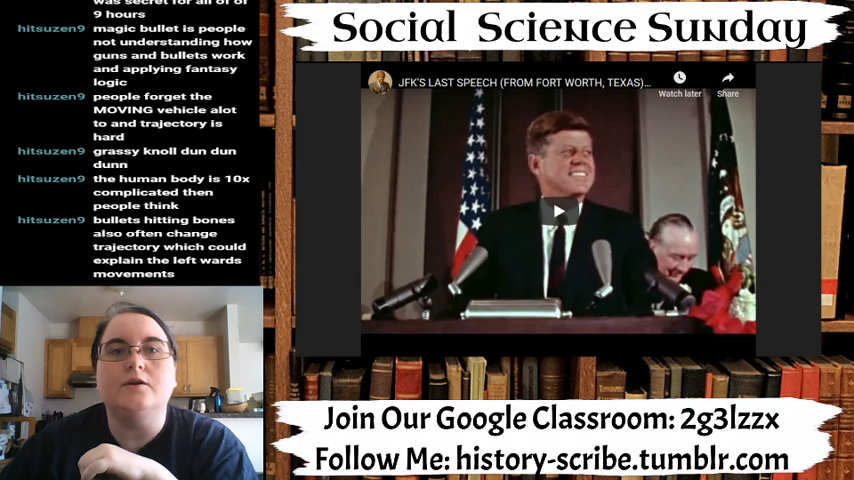 was secret for all of of
9 hours
hitsuzen9 magic bullet is people
not understanding how
guns and bullets work
and applying fantasy
logic
hitsuzen9 people forget the
MOVING vehicle alot
to and trajectory is
hard
hitsuzen9 grassy knoll dun dun
dunn
hitsuzen9 the human body is 10x
complicated then
people think
hitsuzen9 bullets hitting bones
also often change
trajectory which could
explain the left wards
movements
Social Science Sunday
JFK'S LAST SPEECH (FROM FORT WORTH, TEXAS)...
Watch later
Share
Join Our Google Classroom: 2g3lzzx
Follow Me: history-scribe.tumblr.com